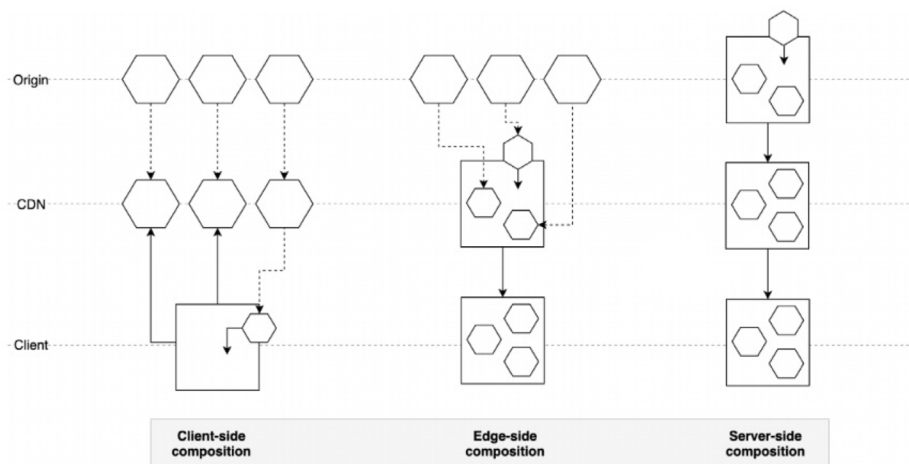 Origin
CDN
Client
Client-side
composition
Edge-side
composition
Server-side
composition